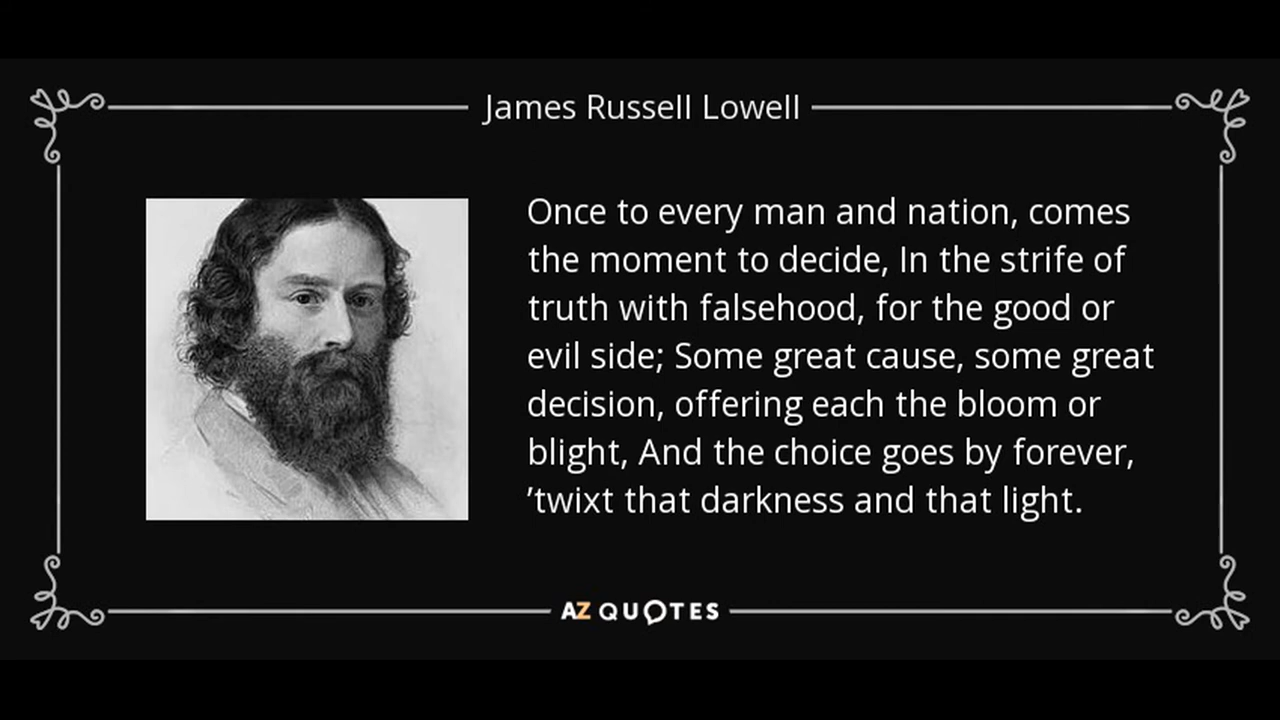 James Russell Lowell
Once to every man and nation, comes
the moment to decide, In the strife of
truth with falsehood, for the good or
evil side; Some great cause, some great
decision, offering each the bloom or
blight, And the choice goes by forever,
’twixt that darkness and that light.
AZ QUOTES